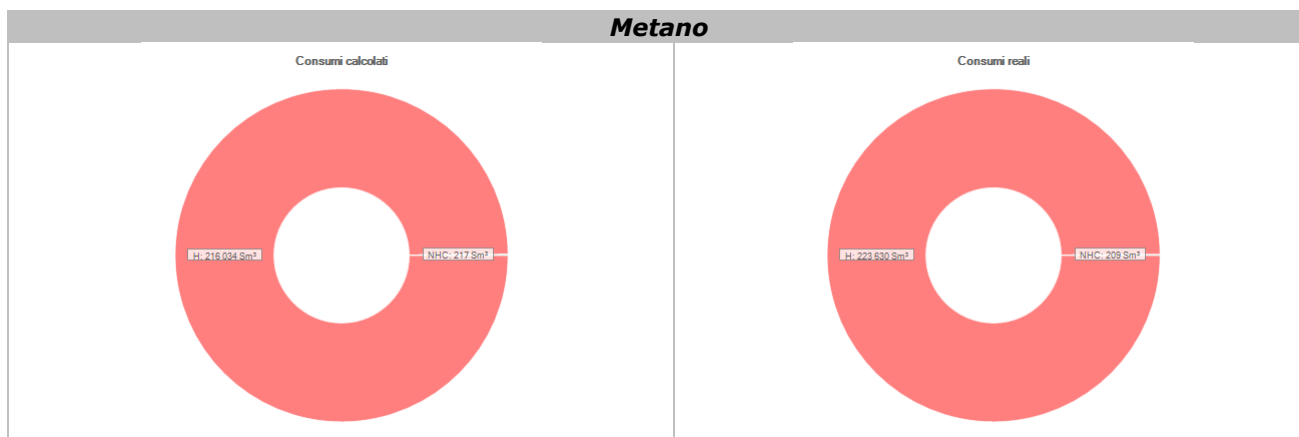 Metano
Consumi calcolati
H: 216 034 Sm³
NHC: 217 Sm³
Consumi reali
H: 223 630 Sm³
NHC: 209 Sm³